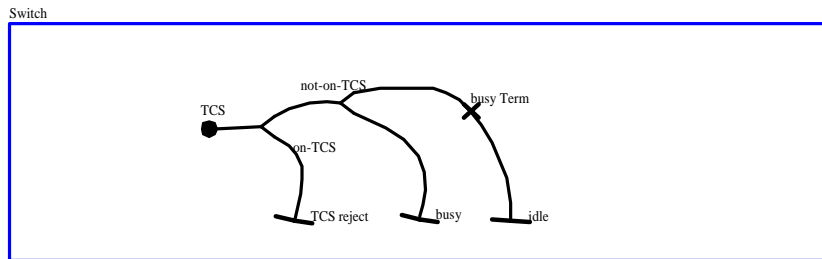 Switch
not-on-TCS
busy Term
TCS
on-TCS
TCS reject
busy
idle